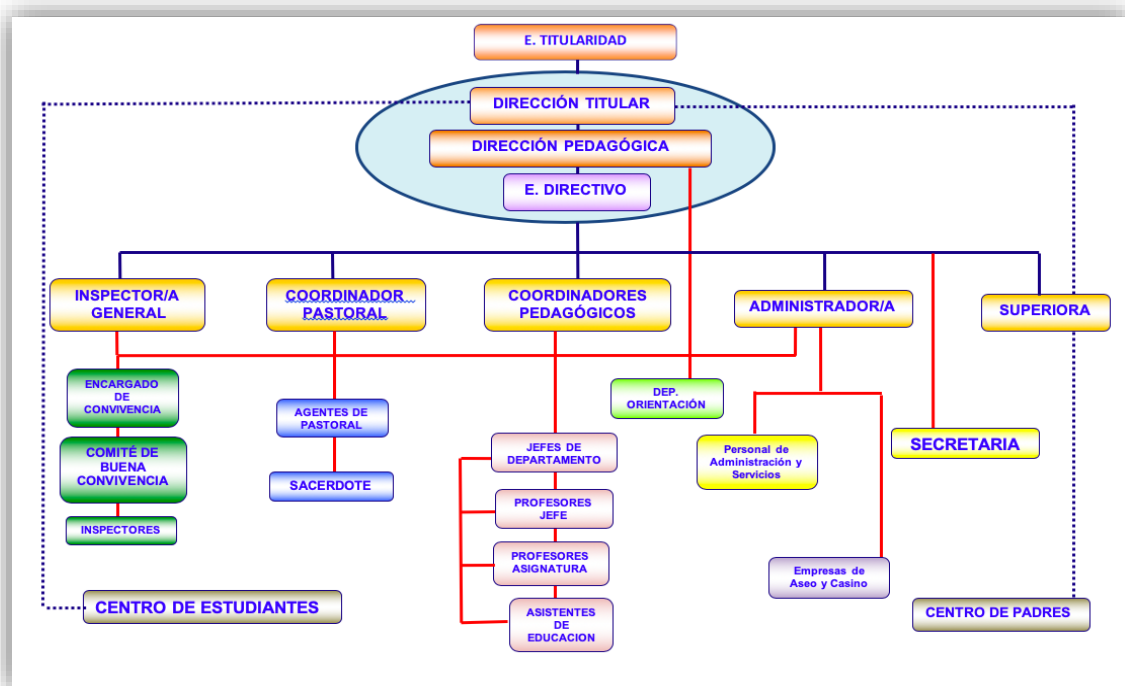 E. TITULARIDAD
DIRECCIÓN TITULAR
DIRECCIÓN PEDAGÓGICA
E. DIRECTIVO
INSPECTOR/A
GENERAL
COORDINADOR
PASTORAL
COORDINADORES
PEDAGÓGICOS
ADMINISTRADOR/A
SUPERIORA
ENCARGADO
DE
CONVIVENCIA
COMITÉ DE
BUENA
CONVIVENCIA
INSPECTORES
AGENTES DE
PASTORAL
SACERDOTE
JEFES DE
DEPARTAMENTO
PROFESORES
JEFE
PROFESORES
ASIGNATURA
ASISTENTES
DE
EDUCACION
DEP.
ORIENTACIÓN
Personal de
Administración y
Servicios
Empresas de
Aseo y Casino
SECRETARIA
CENTRO DE ESTUDIANTES
CENTRO DE PADRES